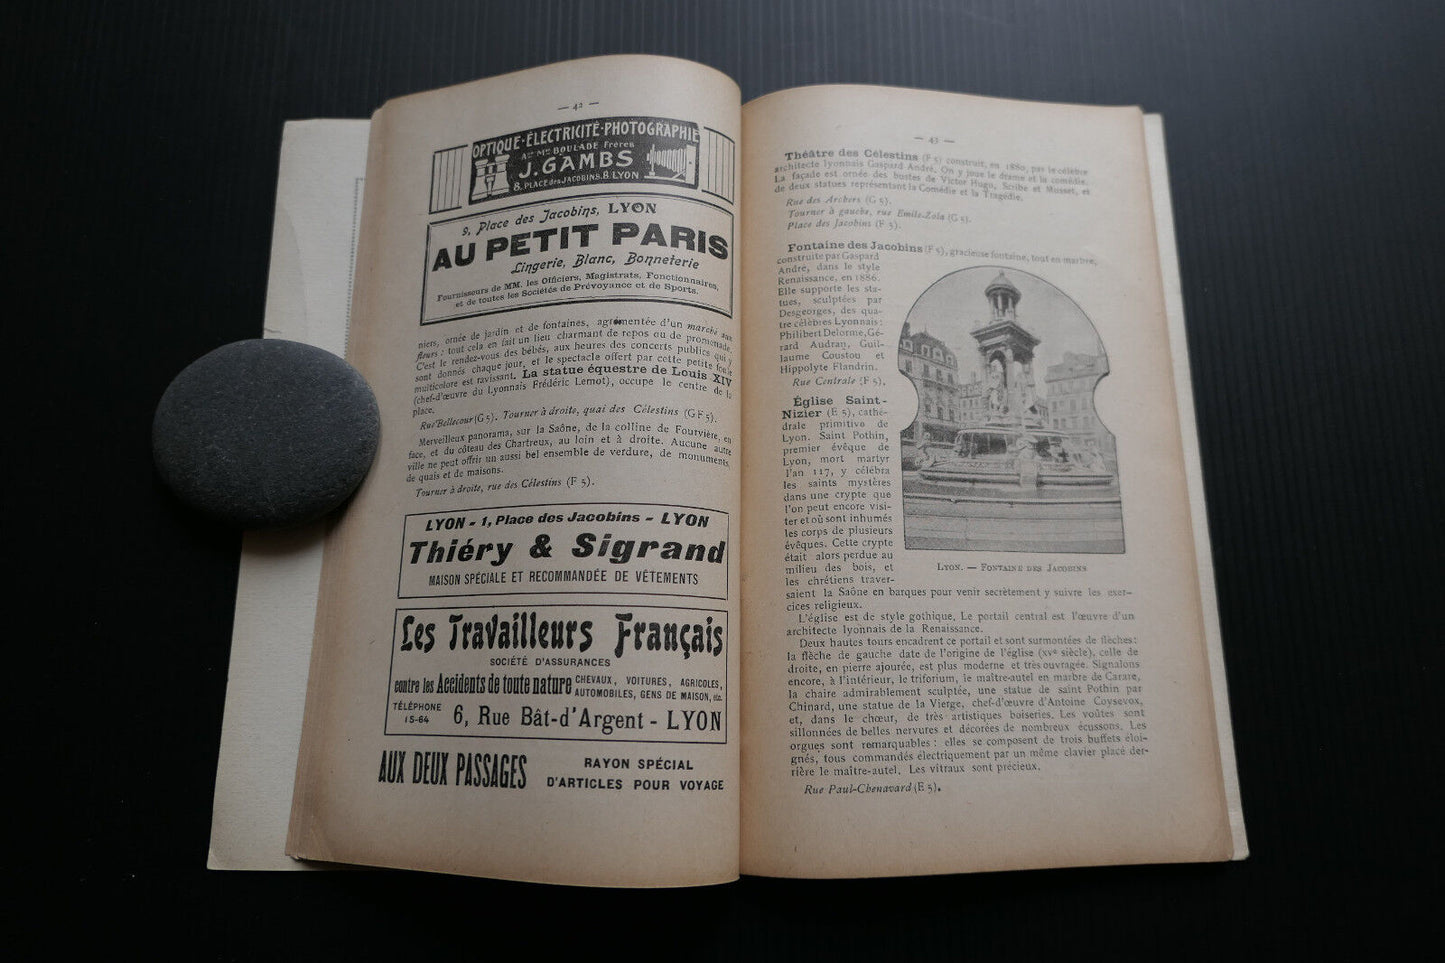 — 42 —
OPTIQUE·ÉLECTRICITÉ·PHOTOGRAPHIE
Anne Mon BOULADE Frères
J. GAMBS
8, PLACE des JACOBINS, 8 LYON
9, Place des Jacobins, LYON
AU PETIT PARIS
Lingerie, Blanc, Bonneterie
Fournisseurs de MM. les Officiers, Magistrats, Fonctionnaires,
et de toutes les Sociétés de Prévoyance et de Sports.
niers, ornée de jardin et de fontaines, agrémentée d'un marché aux
fleurs : tout cela en fait un lieu charmant de repos ou de promenade.
C'est le rendez-vous des bébés, aux heures des concerts publics qui y
sont donnés chaque jour, et le spectacle offert par cette petite foule
multicolore est ravissant. La statue équestre de Louis XIV
(chef-d'œuvre du Lyonnais Frédéric Lemot), occupe le centre de la
place.
Rue Bellecour (G 5). Tourner à droite, quai des Célestins (G F 5).
Merveilleux panorama, sur la Saône, de la colline de Fourvière, en
face, et du côteau des Chartreux, au loin et à droite. Aucune autre
ville ne peut offrir un aussi bel ensemble de verdure, de monuments,
de quais et de maisons.
Tourner à droite, rue des Célestins (F 5).
LYON - 1, Place des Jacobins - LYON
Thiéry & Sigrand
MAISON SPÉCIALE ET RECOMMANDÉE DE VÊTEMENTS
Les Travailleurs Français
SOCIÉTÉ D'ASSURANCES
contre les Accidents de toute nature CHEVAUX, VOITURES, AGRICOLES,
AUTOMOBILES, GENS DE MAISON, etc.
TÉLÉPHONE
15-64
6, Rue Bât-d'Argent - LYON
AUX DEUX PASSAGES
RAYON SPÉCIAL
D'ARTICLES POUR VOYAGE
— 43 —
Théâtre des Célestins (F 5) construit, en 1880, par le célèbre
architecte lyonnais Gaspard André. On y joue le drame et la comédie.
La façade est ornée des bustes de Victor Hugu, Scribe et Musset, et
de deux statues représentant la Comédie et la Tragédie.
Rue des Archers (G 5).
Tourner à gauche, rue Emile-Zola (G 5).
Place des Jacobins (F 5).
Fontaine des Jacobins (F 5), gracieuse fontaine, tout en marbre,
construite par Gaspard
André, dans le style
Renaissance, en 1886.
Elle supporte les sta-
tues, sculptées par
Desgeorges, des qua-
tre célèbres Lyonnais :
Philibert Delorme, Gé-
rard Audran, Guil-
laume Coustou et
Hippolyte Flandrin.
Rue Centrale (F 5).
Église Saint-
Nizier (E 5), cathé-
drale primitive de
Lyon. Saint Pothin,
premier évêque de
Lyon, mort martyr
l'an 117, y célébra
les saints mystères
dans une crypte que
l'on peut encore visi-
ter et où sont inhumés
les corps de plusieurs
évêques. Cette crypte
était alors perdue au
milieu des bois, et
les chrétiens traver-
saient la Saône en barques pour venir secrètement y suivre les exer-
cices religieux.
LYON. — FONTAINE DES JACOBINS
L'église est de style gothique. Le portail central est l'œuvre d'un
architecte lyonnais de la Renaissance.
Deux hautes tours encadrent ce portail et sont surmontées de flèches :
la flèche de gauche date de l'origine de l'église (XVe siècle), celle de
droite, en pierre ajourée, est plus moderne et très ouvragée. Signalons
encore, à l'intérieur, le triforium, le maître-autel en marbre de Carare,
la chaire admirablement sculptée, une statue de saint Pothin par
Chinard, une statue de la Vierge, chef-d'œuvre d'Antoine Coysevox,
et, dans le chœur, de très artistiques boiseries. Les voûtes sont
sillonnées de belles nervures et décorées de nombreux écussons. Les
orgues sont remarquables : elles se composent de trois buffets éloi-
gnés, tous commandés électriquement par un même clavier placé der-
rière le maître-autel. Les vitraux sont précieux.
Rue Paul-Chenavard (E 5).